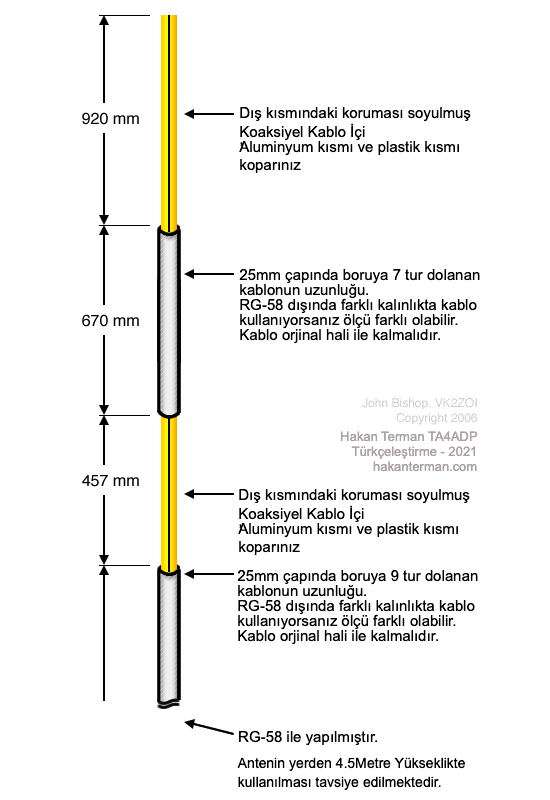 920 mm
Dış kısmındaki koruması soyulmuş
Koaksiyel Kablo İçi
Aluminyum kısmı ve plastik kısmı
koparınız
25mm çapında boruya 7 tur dolanan
kablonun uzunluğu.
RG-58 dışında farklı kalınlıkta kablo
kullanıyorsanız ölçü farklı olabilir.
Kablo orjinal hali ile kalmalıdır.
670 mm
John Bishop, VK2ZOI
Copyright 2006
Hakan Terman TA4ADP
Türkçeleştirme - 2021
hakanterman.com
457 mm
Dış kısmındaki koruması soyulmuş
Koaksiyel Kablo İçi
Aluminyum kısmı ve plastik kısmı
koparınız
25mm çapında boruya 9 tur dolanan
kablonun uzunluğu.
RG-58 dışında farklı kalınlıkta kablo
kullanıyorsanız ölçü farklı olabilir.
Kablo orjinal hali ile kalmalıdır.
RG-58 ile yapılmıştır.
Antenin yerden 4.5Metre Yükseklikte
kullanılması tavsiye edilmektedir.